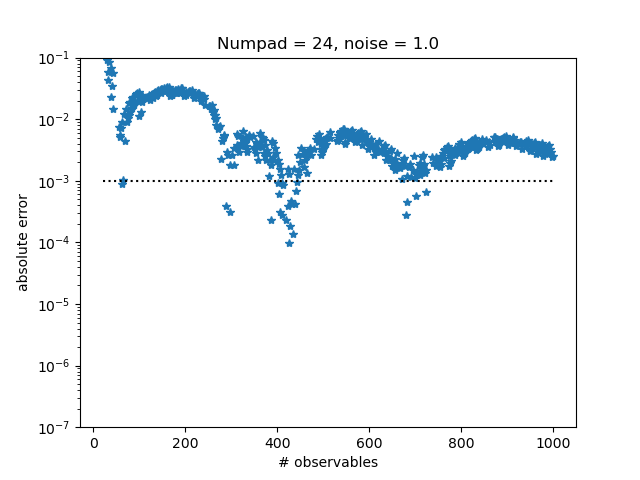 Numpad = 24, noise = 1.0
absolute error
10⁻¹
10⁻²
10⁻³
10⁻⁴
10⁻⁵
10⁻⁶
10⁻⁷
0 200 400 600 800 1000
# observables